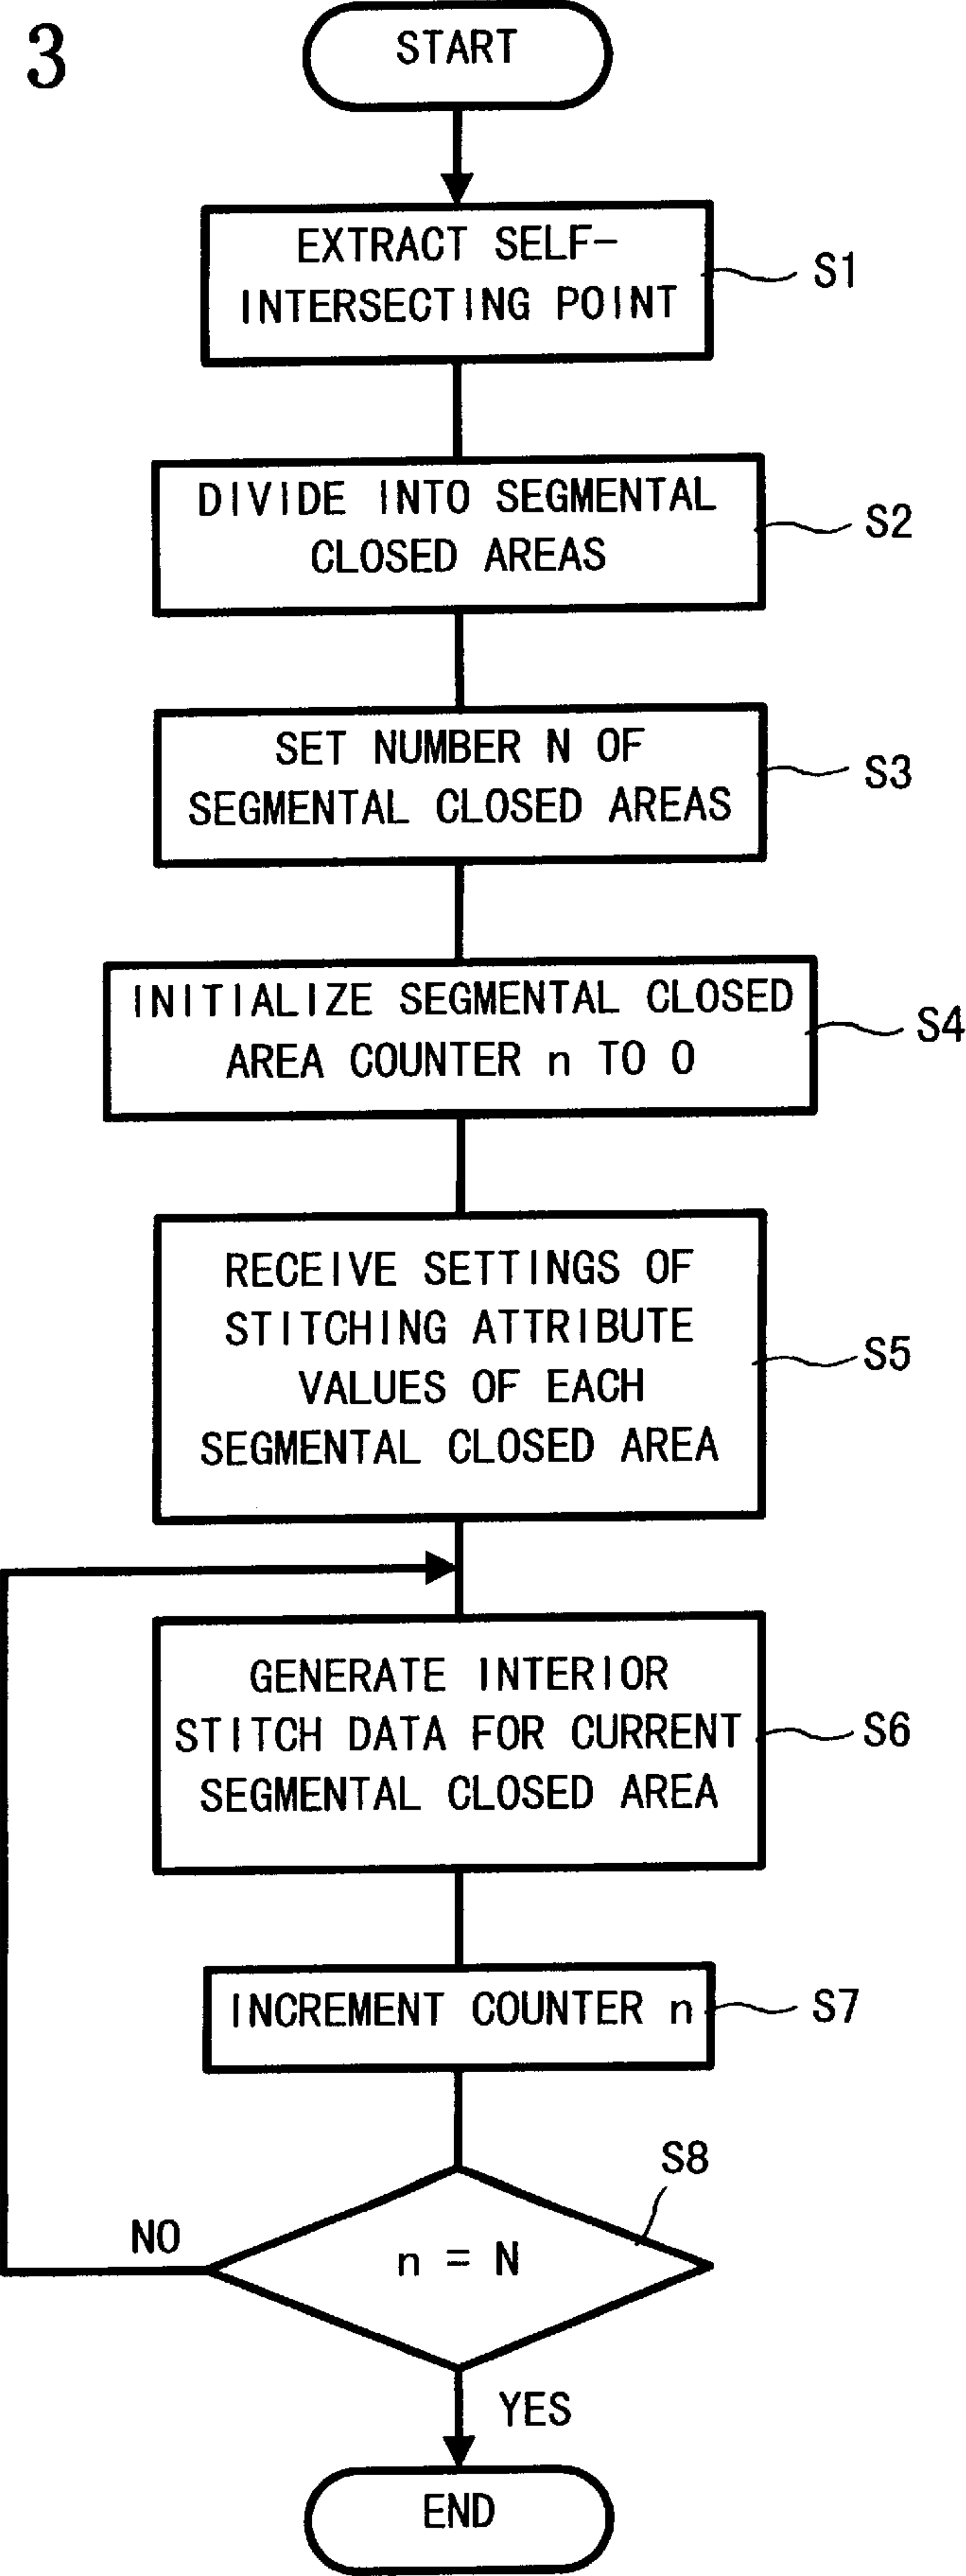 3
START
EXTRACT SELF-
INTERSECTING POINT
S1
DIVIDE INTO SEGMENTAL
CLOSED AREAS
S2
SET NUMBER N OF
SEGMENTAL CLOSED AREAS
S3
INITIALIZE SEGMENTAL CLOSED
AREA COUNTER n TO 0
S4
RECEIVE SETTINGS OF
STITCHING ATTRIBUTE
VALUES OF EACH
SEGMENTAL CLOSED AREA
S5
GENERATE INTERIOR
STITCH DATA FOR CURRENT
SEGMENTAL CLOSED AREA
S6
INCREMENT COUNTER n
S7
S8
NO
n = N
YES
END